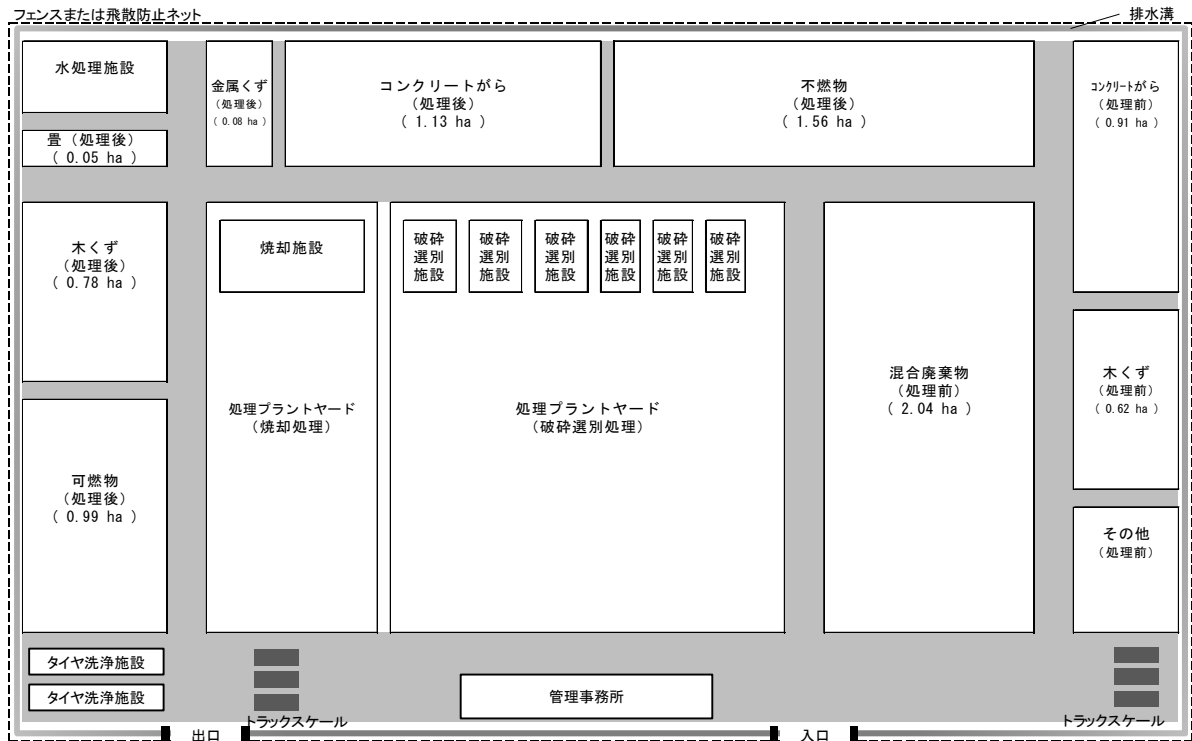 フェンスまたは飛散防止ネット
排水溝
水処理施設
畳（処理後）
( 0.05 ha )
金属くず
（処理後）
( 0.08 ha )
コンクリートがら
（処理後）
( 1.13 ha )
不燃物
（処理後）
( 1.56 ha )
ｺﾝｸﾘｰﾄがら
（処理前）
( 0.91 ha )
木くず
（処理後）
( 0.78 ha )
焼却施設
破砕
選別
施設
破砕
選別
施設
破砕
選別
施設
破砕
選別
施設
破砕
選別
施設
破砕
選別
施設
処理プラントヤード
（焼却処理）
処理プラントヤード
（破砕選別処理）
混合廃棄物
（処理前）
( 2.04 ha )
木くず
（処理前）
( 0.62 ha )
可燃物
（処理後）
( 0.99 ha )
その他
（処理前）
タイヤ洗浄施設
タイヤ洗浄施設
トラックスケール
管理事務所
トラックスケール
出口
入口